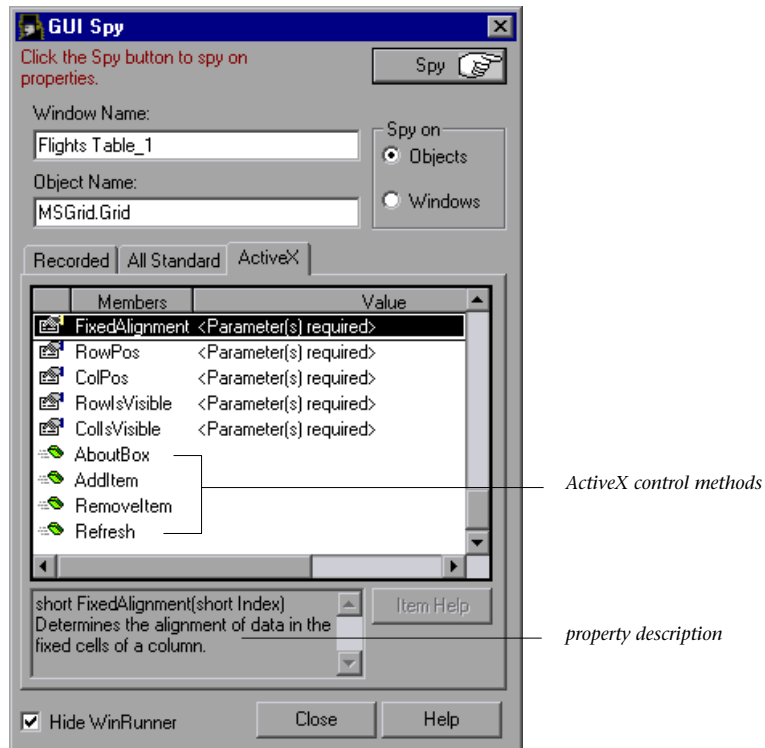 GUI Spy
Click the Spy button to spy on
properties.
Spy
Window Name:
Flights Table_1
Spy on
Objects
Windows
Object Name:
MSGrid.Grid
Recorded All Standard ActiveX
Members Value
FixedAlignment <Parameter(s) required>
RowPos <Parameter(s) required>
ColPos <Parameter(s) required>
RowIsVisible <Parameter(s) required>
ColIsVisible <Parameter(s) required>
AboutBox
AddItem
RemoveItem
Refresh
ActiveX control methods
short FixedAlignment(short Index)
Determines the alignment of data in the
fixed cells of a column.
Item Help
property description
Hide WinRunner
Close
Help